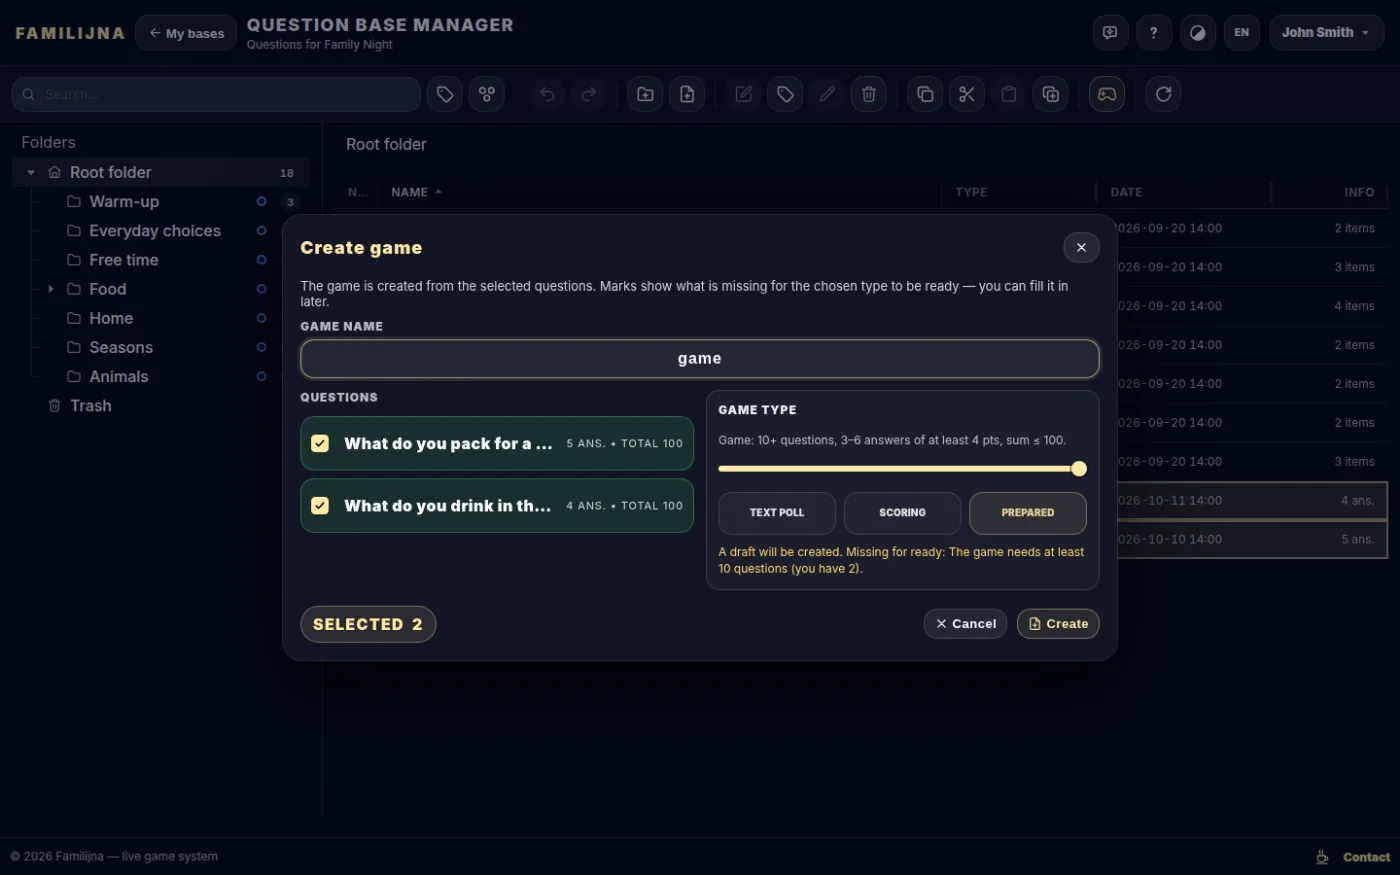 FAMILIJNA
← My bases
QUESTION BASE MANAGER
Questions for Family Night
?
EN
John Smith
Search...
Folders
Root folder 18
Warm-up 3
Everyday choices
Free time
Food
Home
Seasons
Animals
Trash
Root folder
N... NAME TYPE DATE INFO
026-09-20 14:00 2 items
026-09-20 14:00 3 items
026-09-20 14:00 4 items
026-09-20 14:00 2 items
026-09-20 14:00 2 items
026-09-20 14:00 2 items
026-09-20 14:00 3 items
026-10-11 14:00 4 ans.
026-10-10 14:00 5 ans.
Create game
The game is created from the selected questions. Marks show what is missing for the chosen type to be ready — you can fill it in
later.
GAME NAME
game
QUESTIONS
What do you pack for a ... 5 ANS. • TOTAL 100
What do you drink in th... 4 ANS. • TOTAL 100
GAME TYPE
Game: 10+ questions, 3–6 answers of at least 4 pts, sum ≤ 100.
TEXT POLL SCORING PREPARED
A draft will be created. Missing for ready: The game needs at least
10 questions (you have 2).
SELECTED 2
Cancel
Create
© 2026 Familijna — live game system
Contact